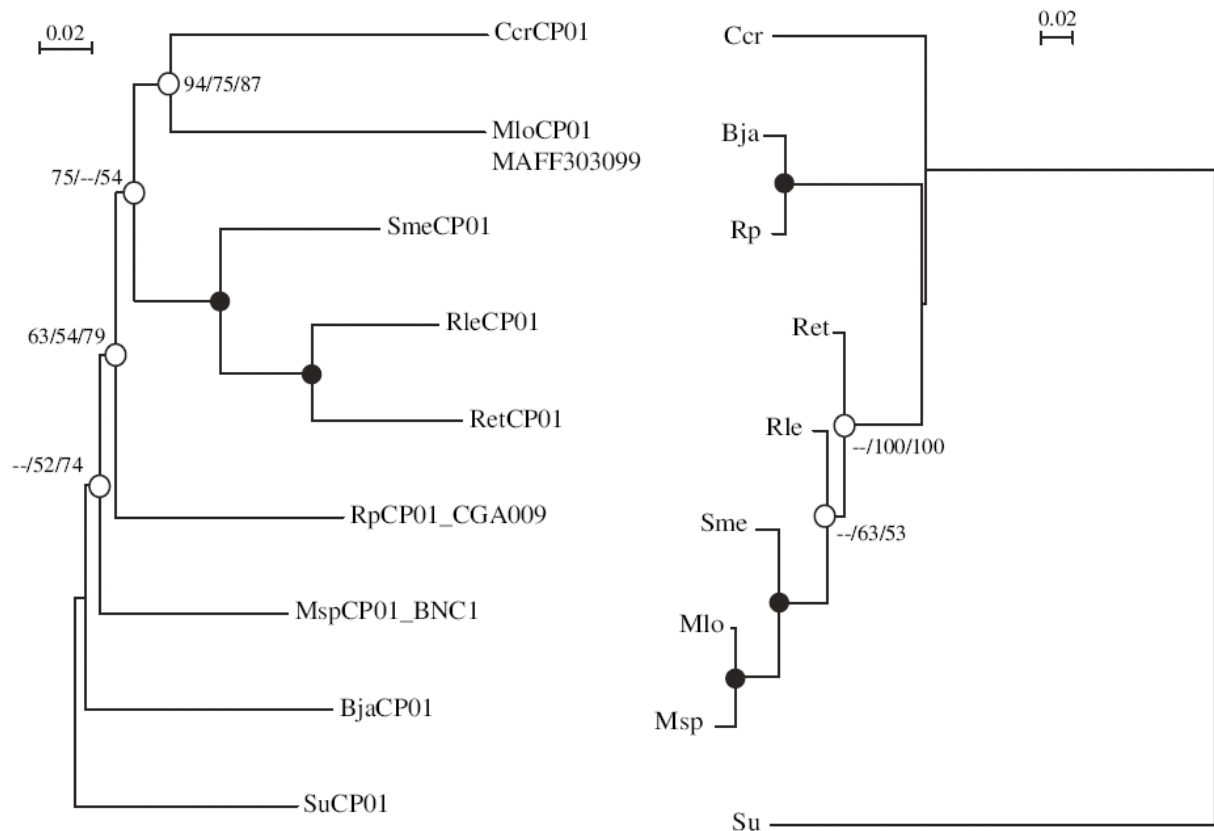 0.02
CcrCP01
94/75/87
MloCP01
MAFF303099
75/--/54
SmeCP01
RleCP01
63/54/79
RetCP01
--/52/74
RpCP01_CGA009
MspCP01_BNC1
BjaCP01
SuCP01
0.02
Ccr
Bja
Rp
Ret
Rle
--/100/100
Sme
--/63/53
Mlo
Msp
Su